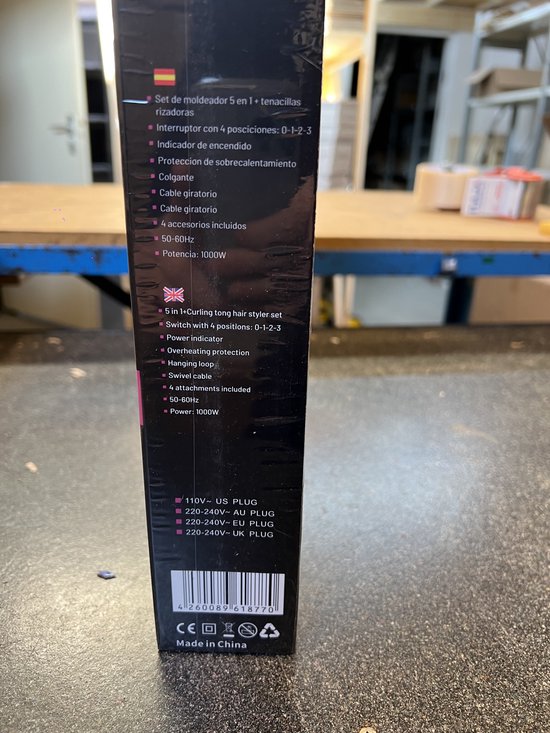 Set de moldeador 5 en 1 + tenacillas
rizadoras
Interruptor con 4 posciciones: 0-1-2-3
Indicador de encendido
Proteccion de sobrecalentamiento
Colgante
Cable giratorio
Cable giratorio
4 accesorios incluidos
50-60Hz
Potencia: 1000W
5 in 1+Curling tong hair styler set
Switch with 4 positions: 0-1-2-3
Power indicator
Overheating protection
Hanging loop
Swivel cable
4 attachments included
50-60Hz
Power: 1000W
110V~ US PLUG
220-240V~ AU PLUG
220-240V~ EU PLUG
220-240V~ UK PLUG
4 260089 618770
CE
Made in China